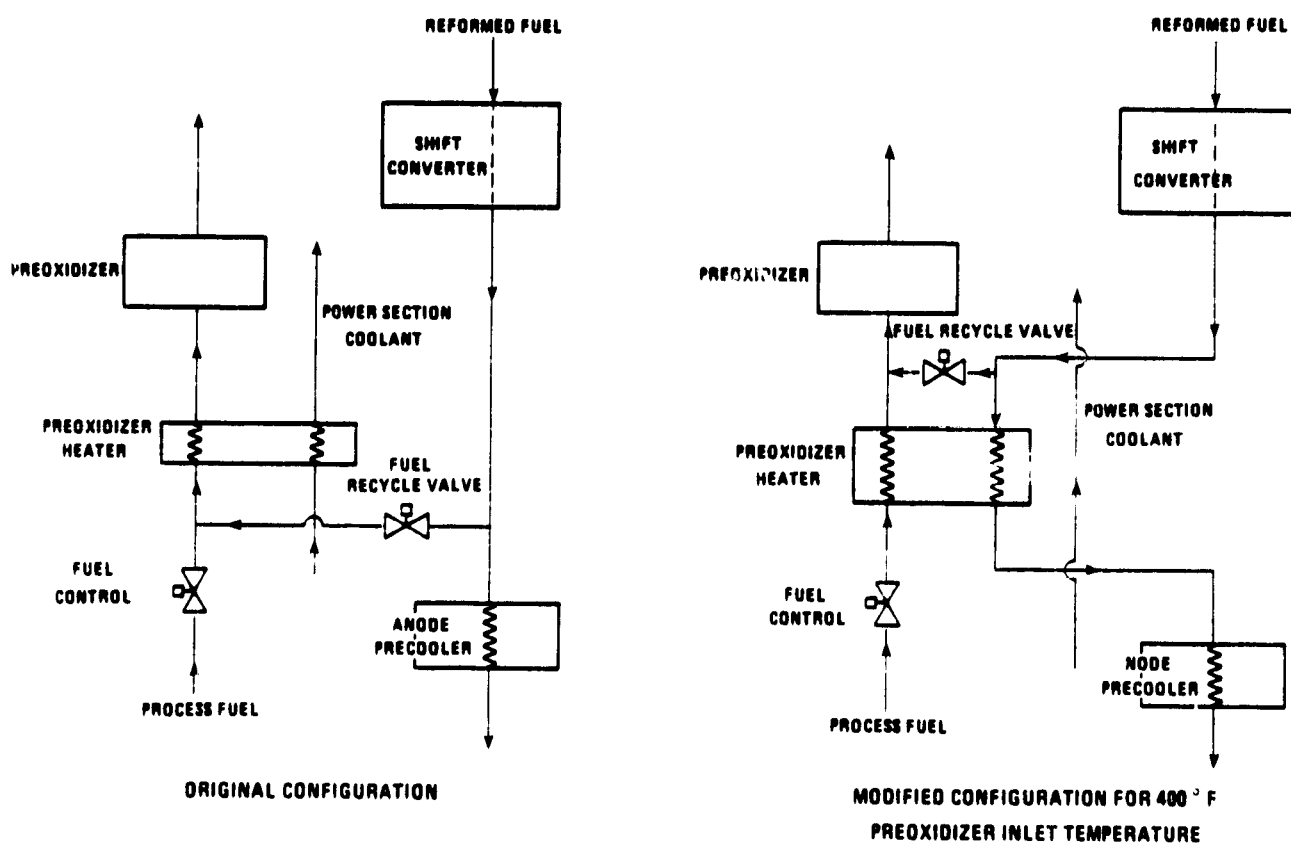 REFORMED FUEL
SHIFT
CONVERTER
PREOXIDIZER
POWER SECTION
COOLANT
PREOXIDIZER
HEATER
FUEL
RECYCLE VALVE
FUEL
CONTROL
ANODE
PRECOOLER
PROCESS FUEL
ORIGINAL CONFIGURATION
REFORMED FUEL
SHIFT
CONVERTER
PREOXIDIZER
FUEL RECYCLE VALVE
POWER SECTION
COOLANT
PREOXIDIZER
HEATER
FUEL
CONTROL
NODE
PRECOOLER
PROCESS FUEL
MODIFIED CONFIGURATION FOR 400° F
PREOXIDIZER INLET TEMPERATURE